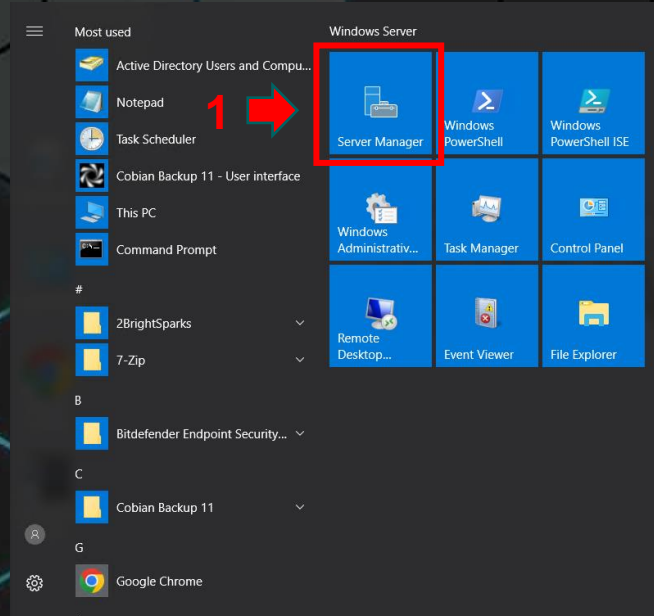 Most used
Active Directory Users and Compu...
Notepad
Task Scheduler
Cobian Backup 11 - User interface
This PC
Command Prompt
#
2BrightSparks
7-Zip
B
Bitdefender Endpoint Security...
C
Cobian Backup 11
G
Google Chrome
1
Windows Server
Server Manager
Windows
PowerShell
Windows
PowerShell ISE
Windows
Administrativ...
Task Manager
Control Panel
Remote
Desktop...
Event Viewer
File Explorer